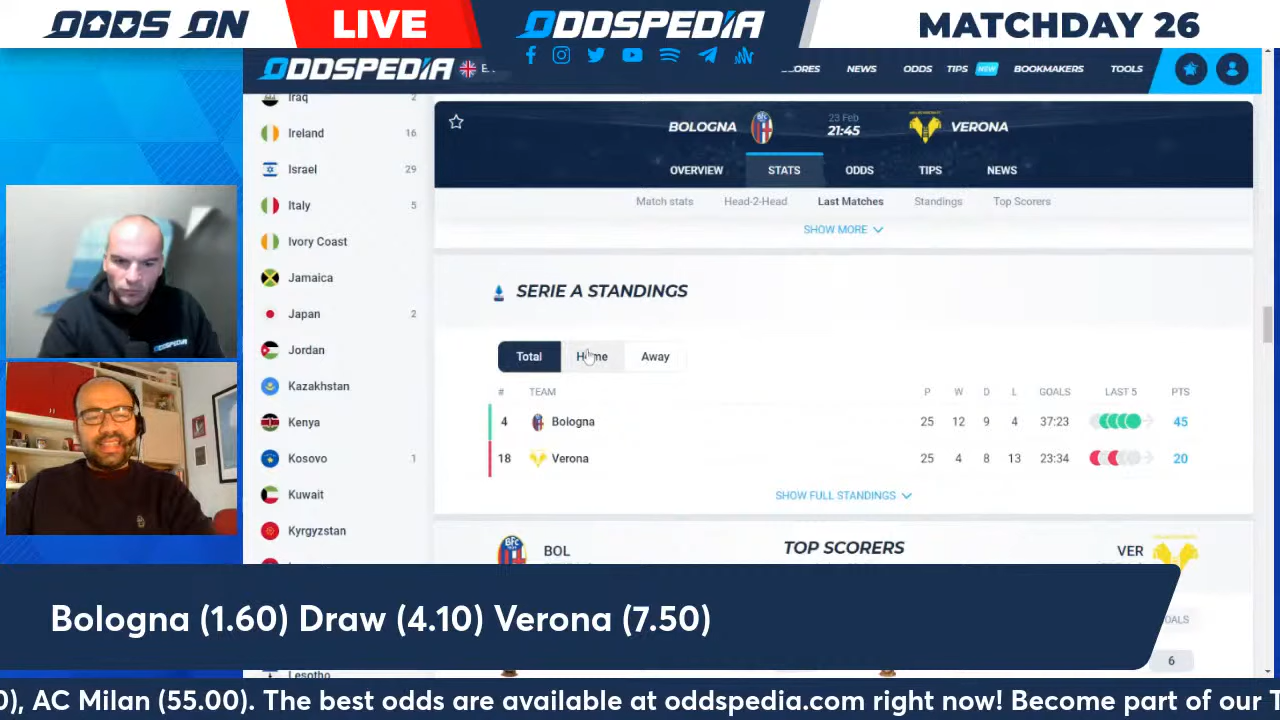 ODDS ON
LIVE
ODDSPEDIA
MATCHDAY 26
ODDSPEDIA
NEWS
ODDS
TIPS NEW
BOOKMAKERS
TOOLS
Iraq 2
Ireland 16
Israel 29
Italy 5
Ivory Coast
Jamaica
Japan 2
Jordan
Kazakhstan
Kenya
Kosovo 1
Kuwait
Kyrgyzstan
Lesotho
BOLOGNA
23 Feb
21:45
VERONA
OVERVIEW STATS ODDS TIPS NEWS
Match stats Head-2-Head Last Matches Standings Top Scorers
SHOW MORE
SERIE A STANDINGS
Total Home Away
# TEAM P W D L GOALS LAST 5 PTS
4 Bologna 25 12 9 4 37:23 45
18 Verona 25 4 8 13 23:34 20
SHOW FULL STANDINGS
BFC
BOL TOP SCORERS VER
6
Bologna (1.60) Draw (4.10) Verona (7.50)
0), AC Milan (55.00). The best odds are available at oddspedia.com right now! Become part of our T